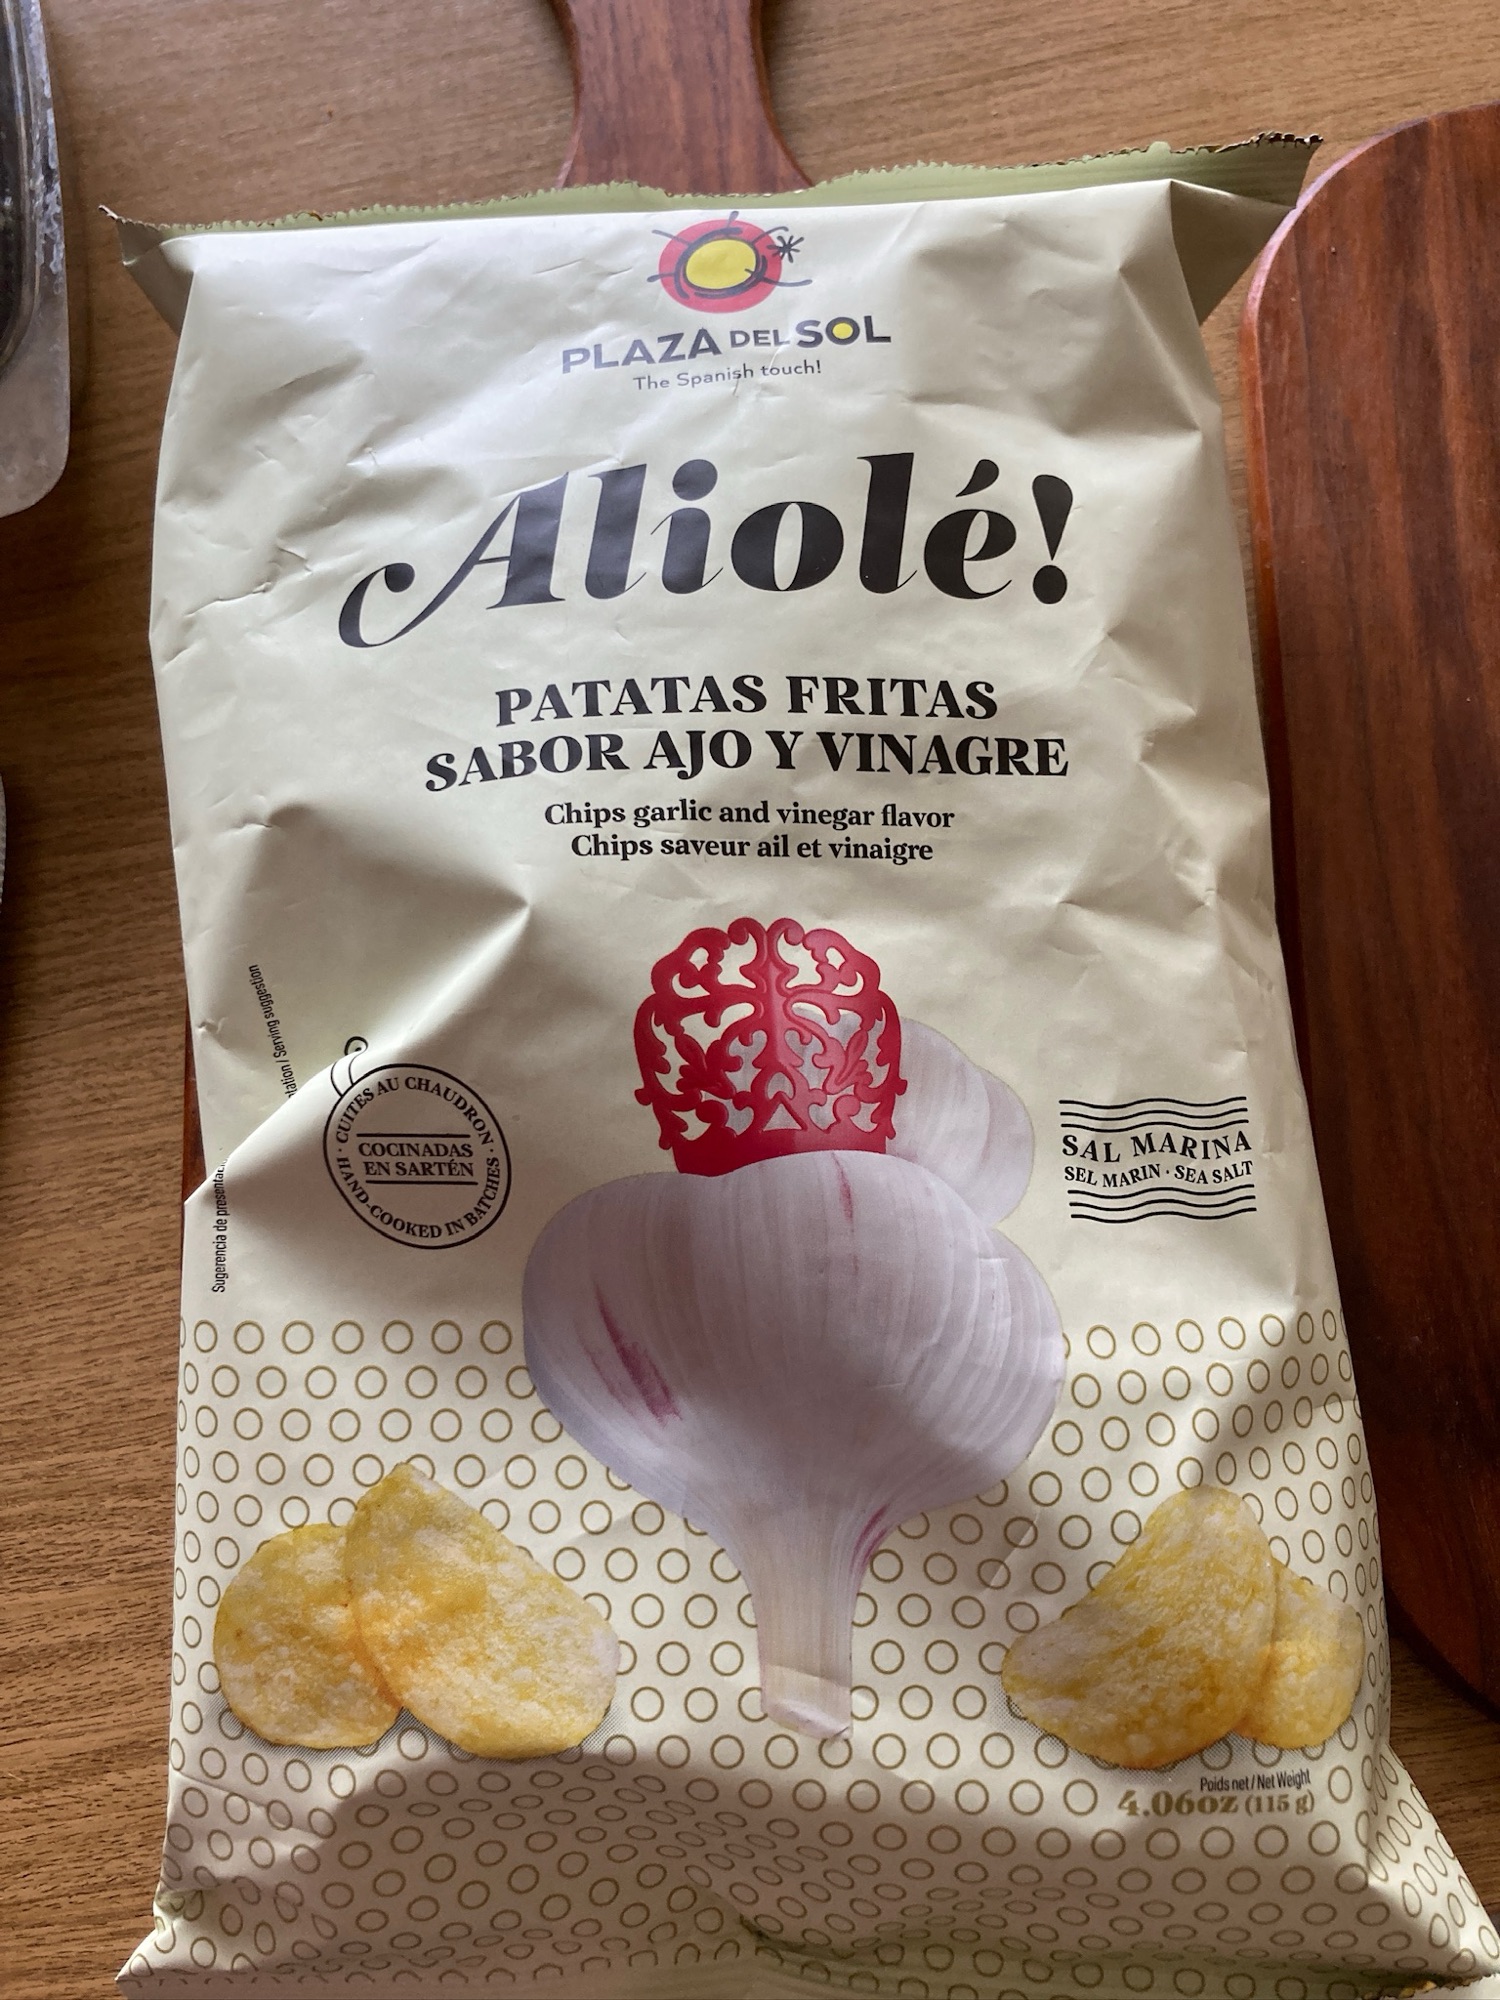 PLAZA DEL SOL
The Spanish touch!
Aliolé!
PATATAS FRITAS
SABOR AJO Y VINAGRE
Chips garlic and vinegar flavor
Chips saveur ail et vinaigre
Sugerencia de
/ Serving suggestion
· CUITES AU CHAUDRON ·
COCINADAS
EN SARTÉN
HAND-COOKED IN BATCHES
SAL MARINA
SEL MARIN · SEA SALT
Poids net / Net Weight
4.06oz (115 g)